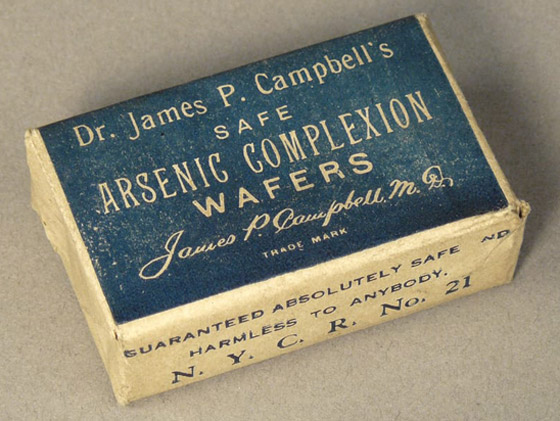 Dr. James P. Campbell's
SAFE
ARSENIC COMPLEXION
WAFERS
James P. Campbell. M. D.
TRADE MARK
GUARANTEED ABSOLUTELY SAFE AND
HARMLESS TO ANYBODY.
N. Y. C. R. No. 21